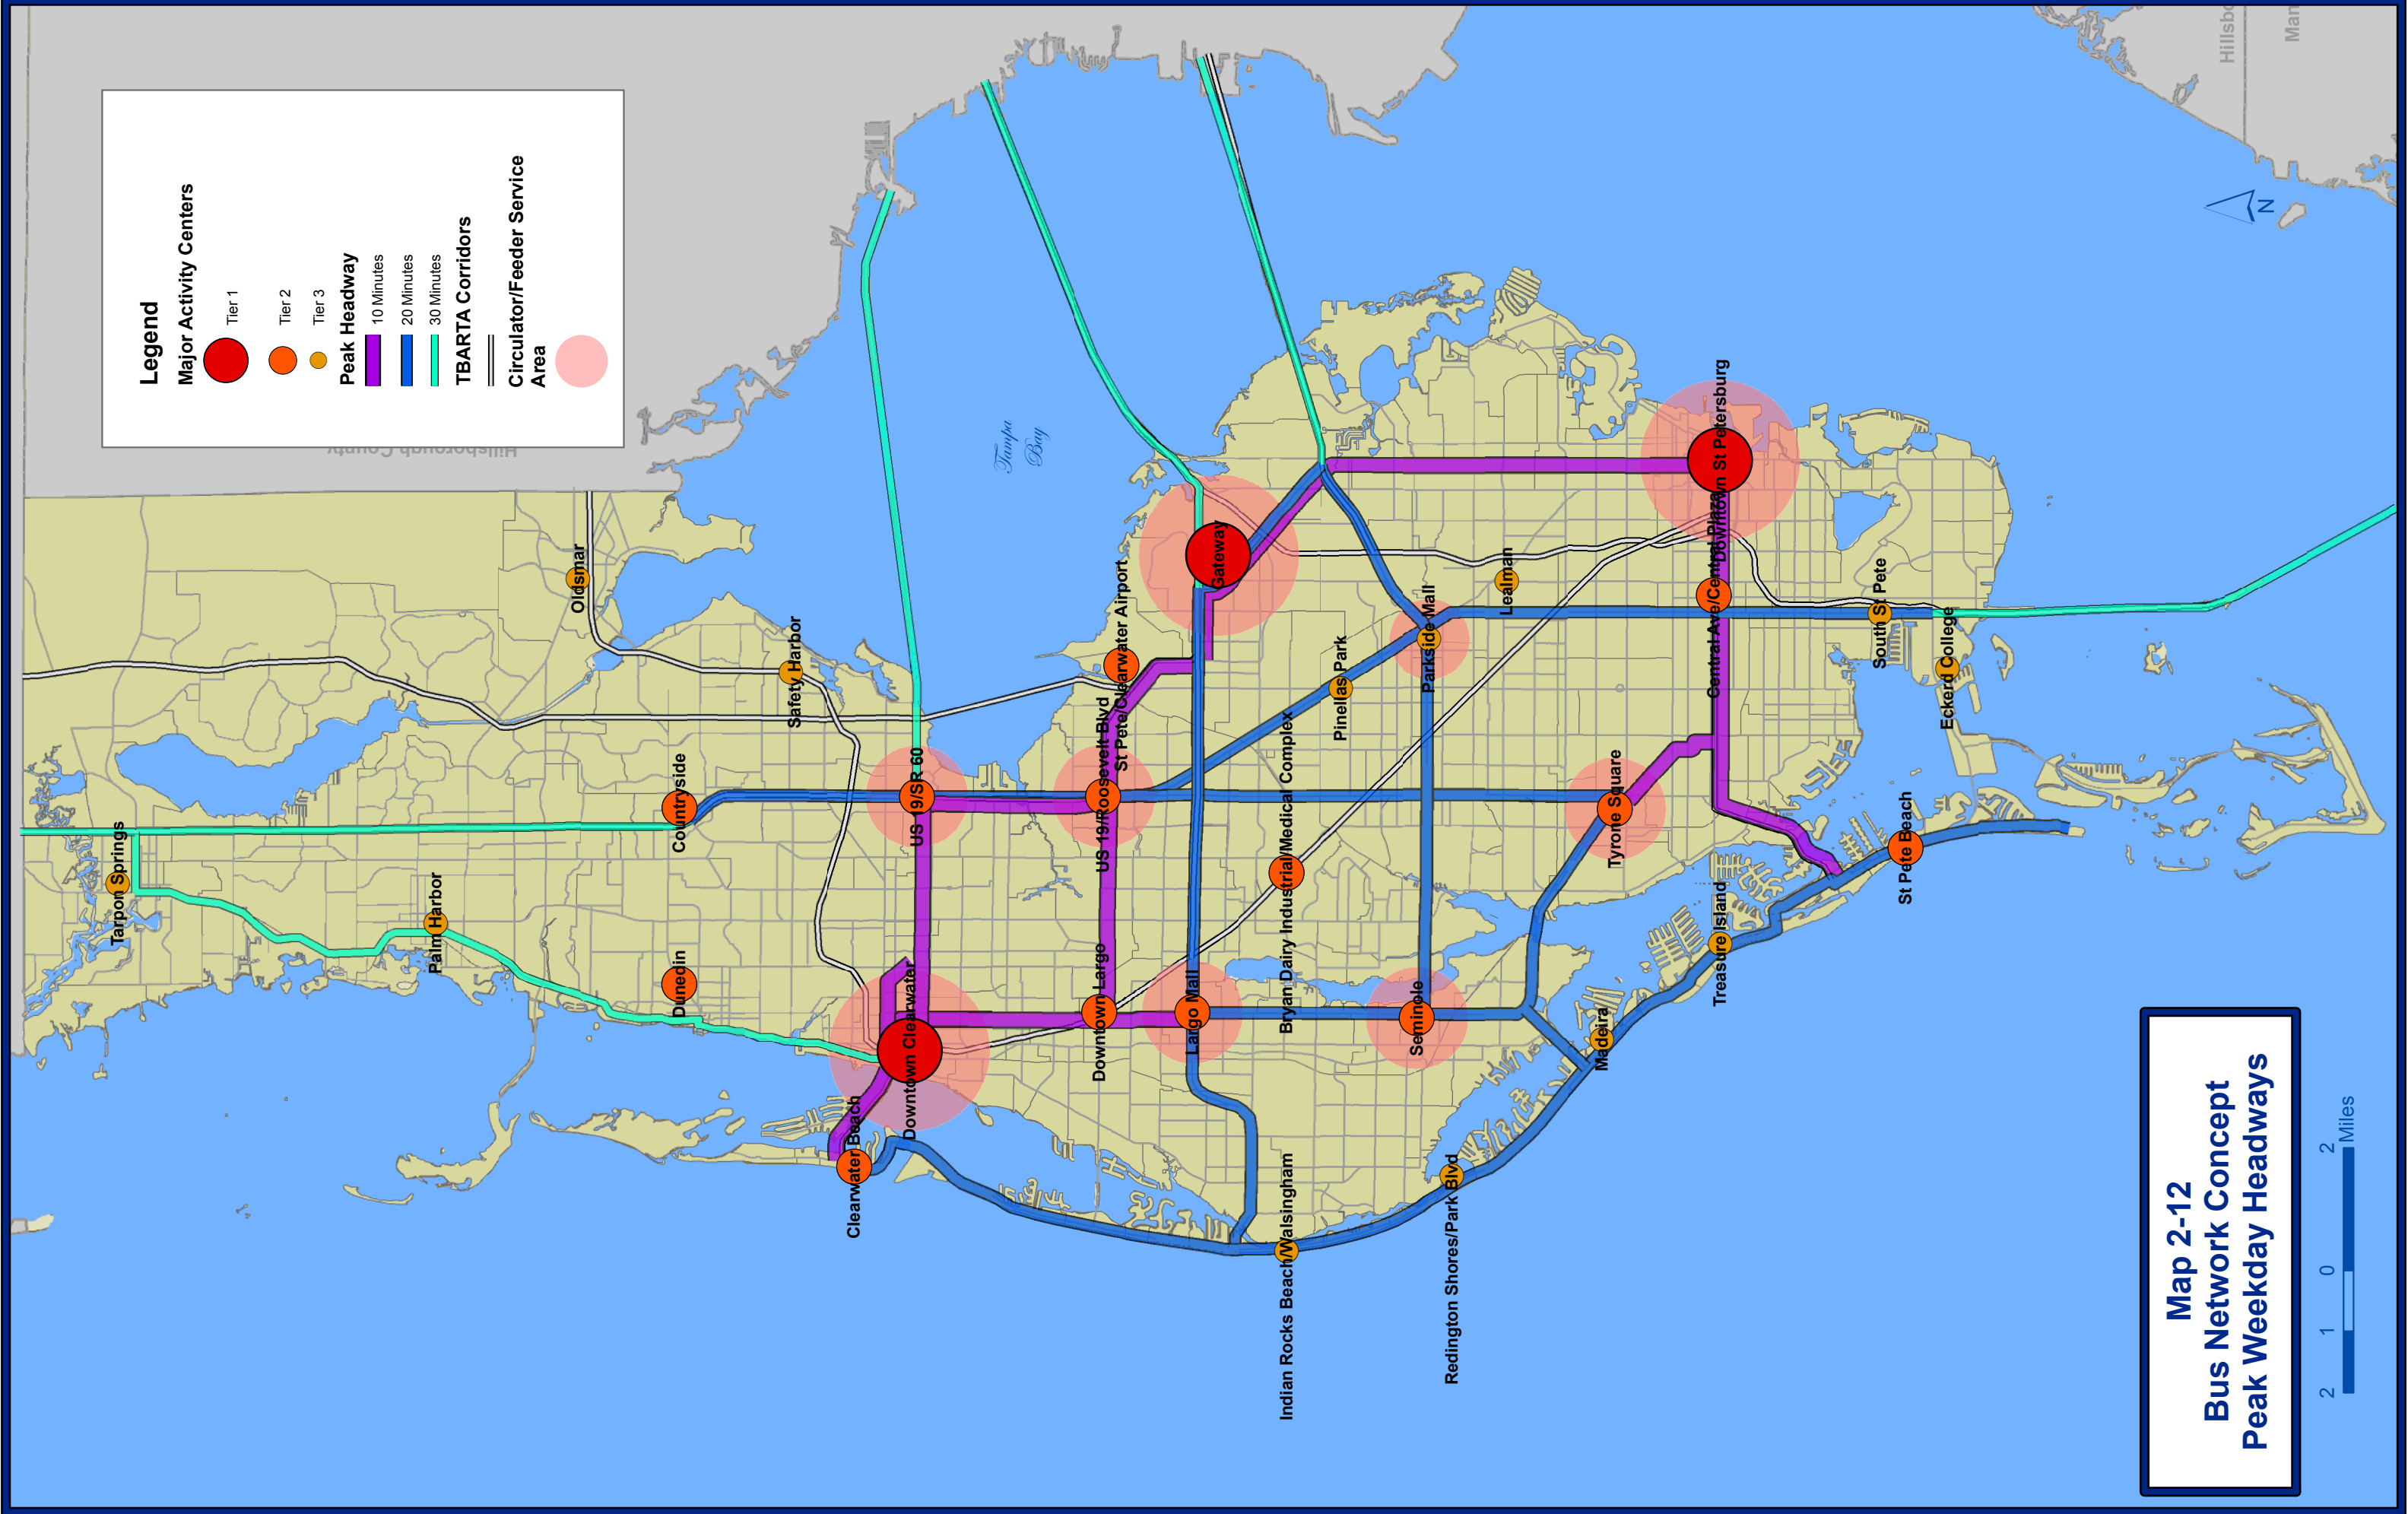 Legend
Major Activity Centers
Tier 1
Tier 2
Tier 3
Peak Headway
10 Minutes
20 Minutes
30 Minutes
TBARTA Corridors
Circulator/Feeder Service
Area
Hillsborough County
Tarpon Springs
Palm Harbor
Oldsmar
Countryside
Dunedin
Safety Harbor
Clearwater Beach
Downtown Clearwater
US 19/SR 60
Tampa
Bay
Downtown Largo
US 19/Roosevelt Blvd
St Pete/Clearwater Airport
Largo Mall
Gateway
Indian Rocks Beach/Walsingham
Bryan Dairy Industrial/Medical Complex
Pinellas Park
Seminole
Parkside Mall
Redington Shores/Park Blvd
Lealman
Madeira
Tyrone Square
Treasure Island
Central Ave/Central Plaza
Downtown St Petersburg
South St Pete
St Pete Beach
Eckerd College
N
Map 2-12
Bus Network Concept
Peak Weekday Headways
2 1 0 2
Miles